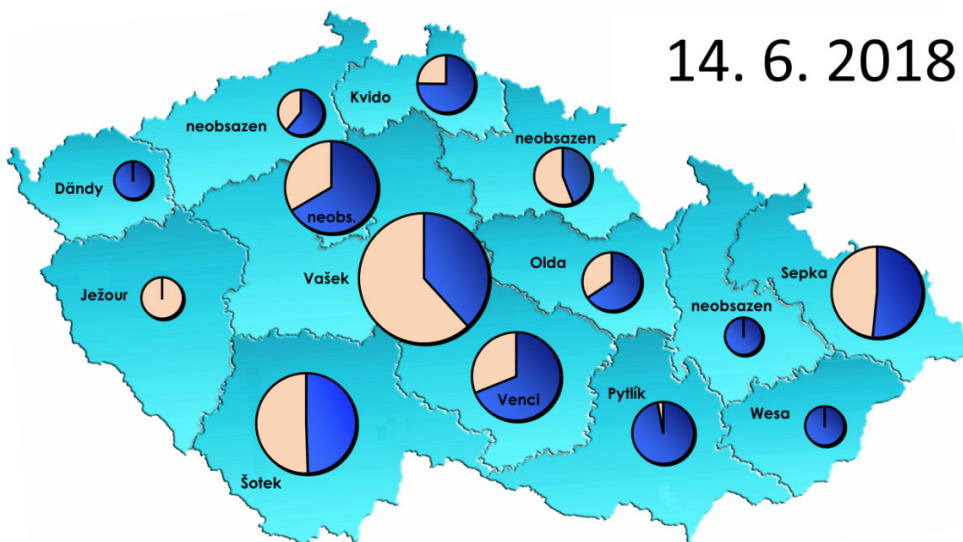 14. 6. 2018
Kvido
neobsazen
neobsazen
Dändy
neobs.
Vašek
Olda
Sepka
Ježour
neobsazen
Venci
Pytlík
Wesa
Šotek